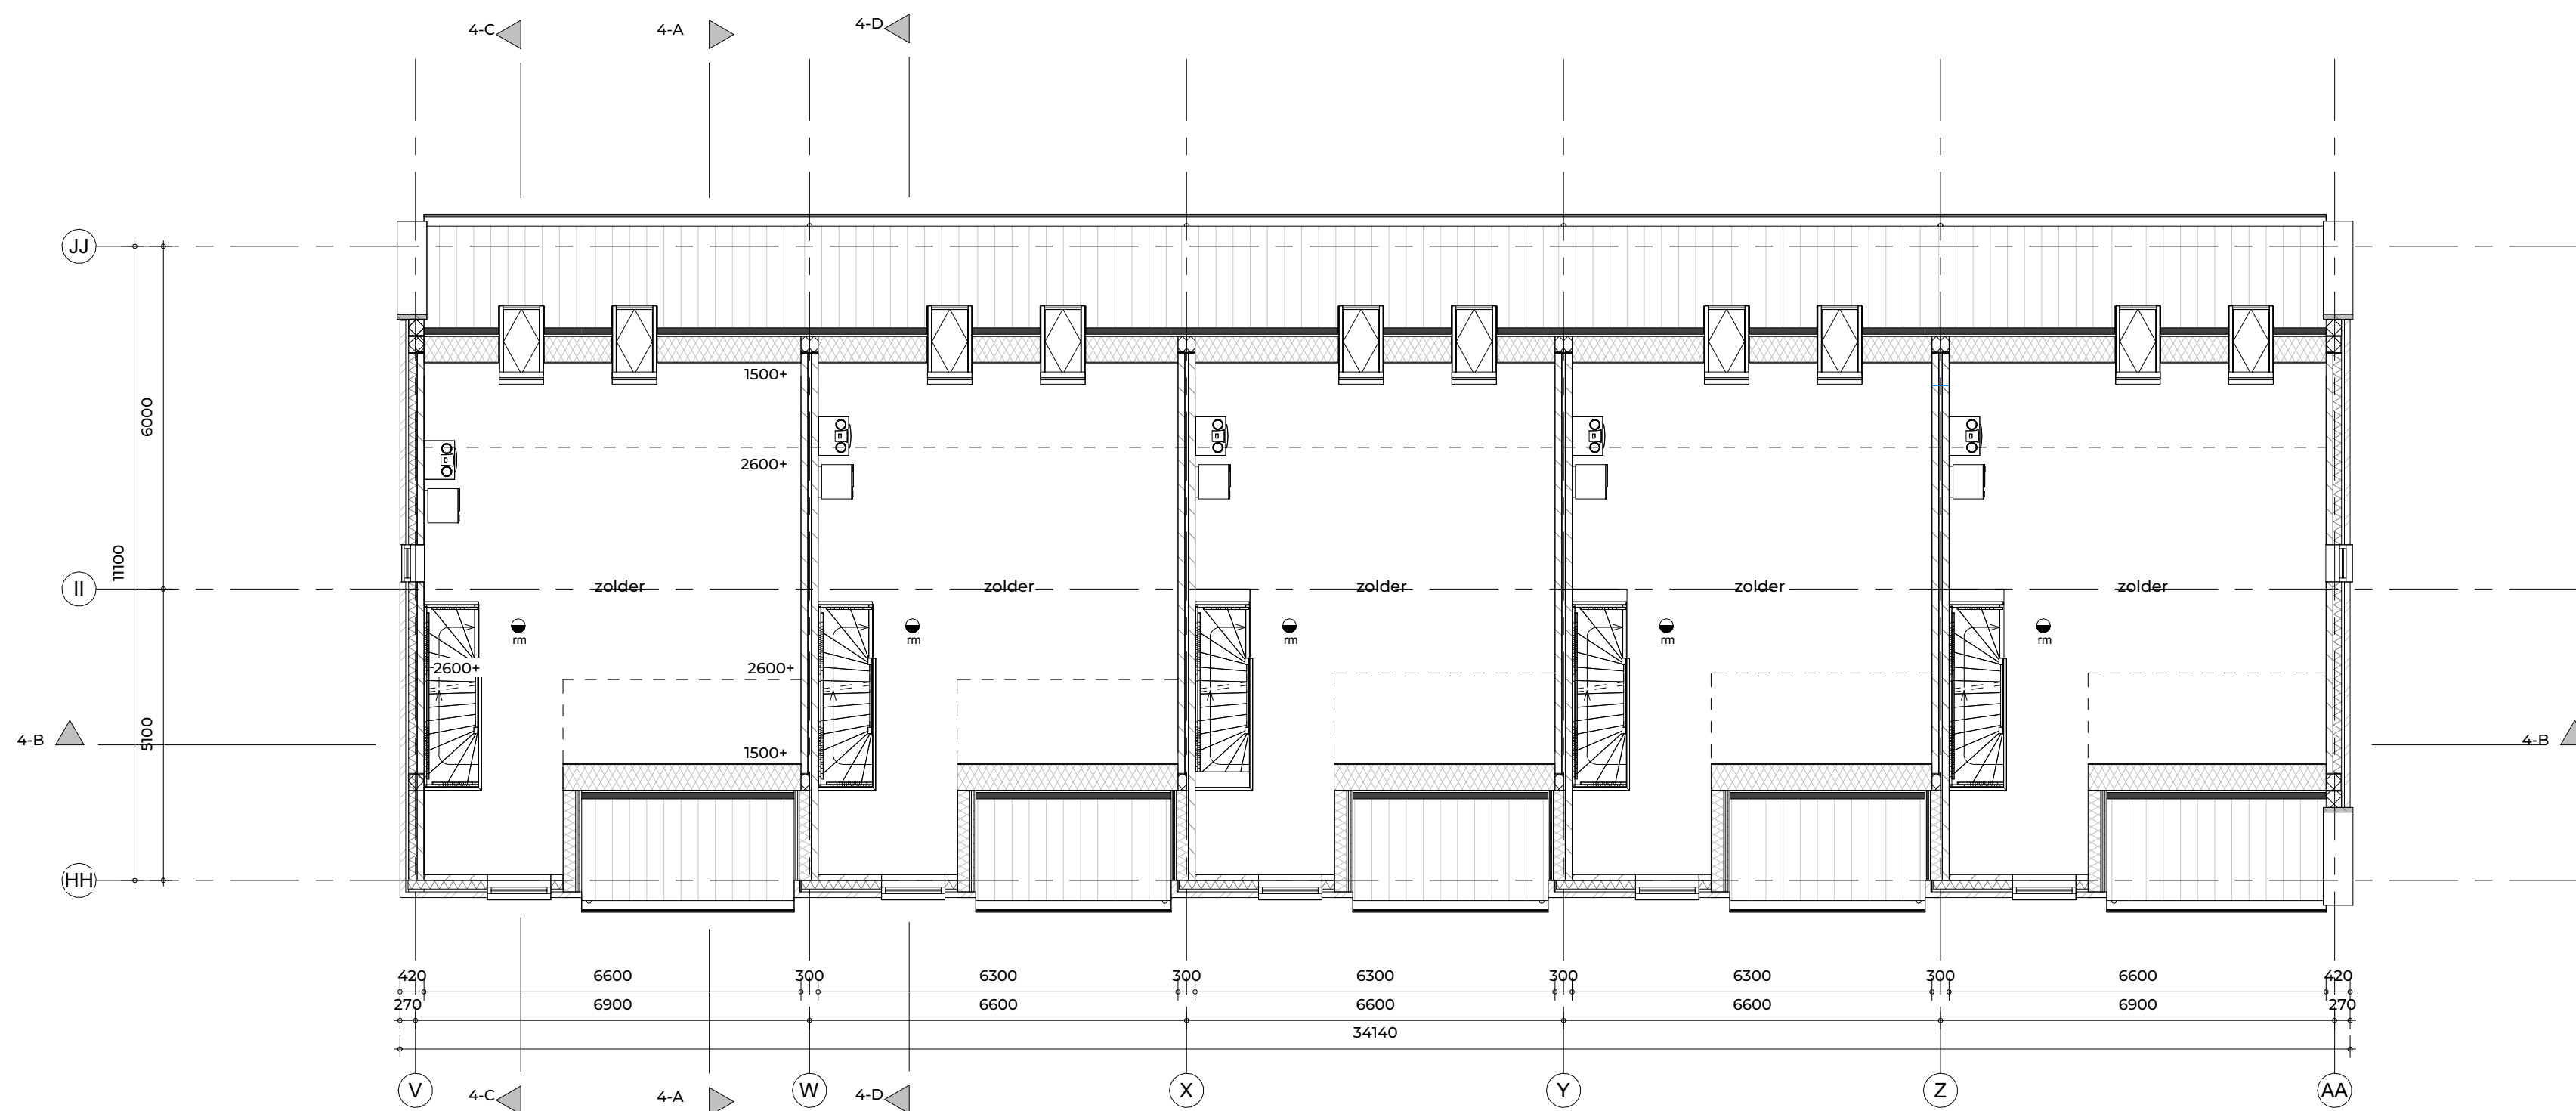 4-C
4-A
4-D
JJ
1500+
6000
2600+
11100
II
zolder
zolder
zolder
zolder
zolder
rm
rm
rm
rm
rm
2600+
2600+
5100
4-B
4-B
1500+
HH
420
6600
300
6300
300
6300
300
6300
300
6600
420
270
6900
6600
6600
6600
6900
270
34140
V
W
X
Y
Z
AA
4-C
4-A
4-D